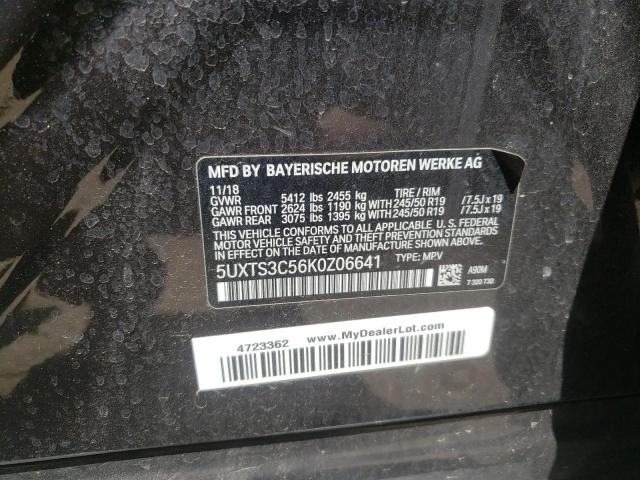 MFD BY BAYERISCHE MOTOREN WERKE AG
11/18
GVWR 5412 lbs 2455 kg TIRE / RIM
GAWR FRONT 2624 lbs 1190 kg WITH 245/50 R19 /7.5J x 19
GAWR REAR 3075 lbs 1395 kg WITH 245/50 R19 /7.5J x 19
THIS VEHICLE CONFORMS TO ALL APPLICABLE U. S. FEDERAL
SAFETY AND THEFT PREVENTION STANDARDS IN EFFECT ON THE
DATE OF MANUFACTURE SHOWN ABOVE
5UXTS3C56K0Z06641 TYPE: MPV A90M
7 300 730
4723362 www.MyDealerLot.com